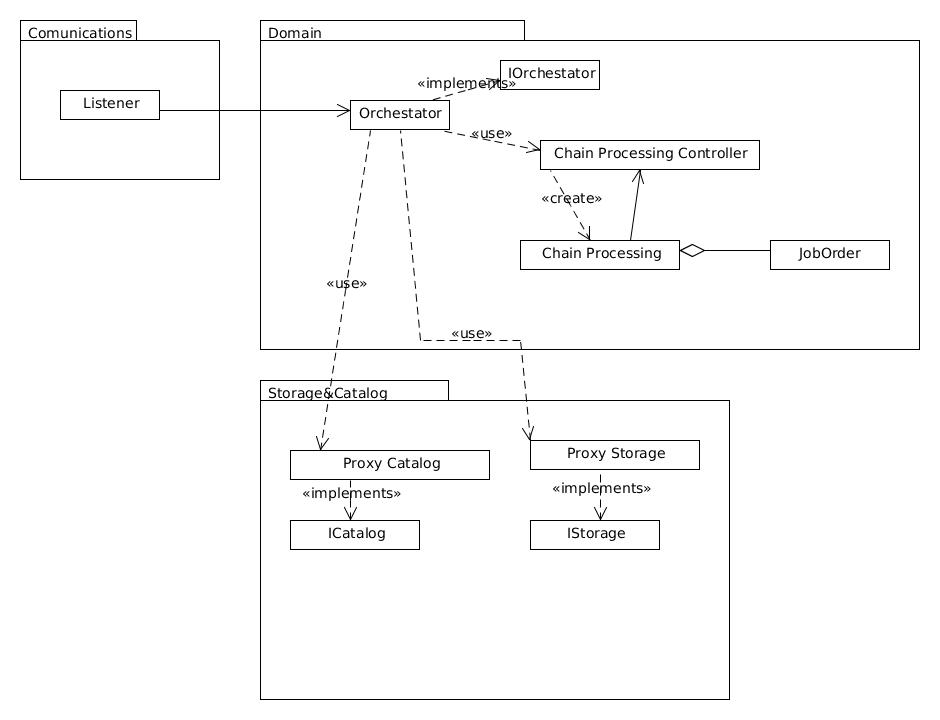 Comunications
Domain
IOrchestator
«implements»
Listener
Orchestator
«use»
Chain Processing Controller
«create»
Chain Processing
JobOrder
«use»
«use»
Storage&Catalog
Proxy Catalog
Proxy Storage
«implements»
«implements»
ICatalog
IStorage